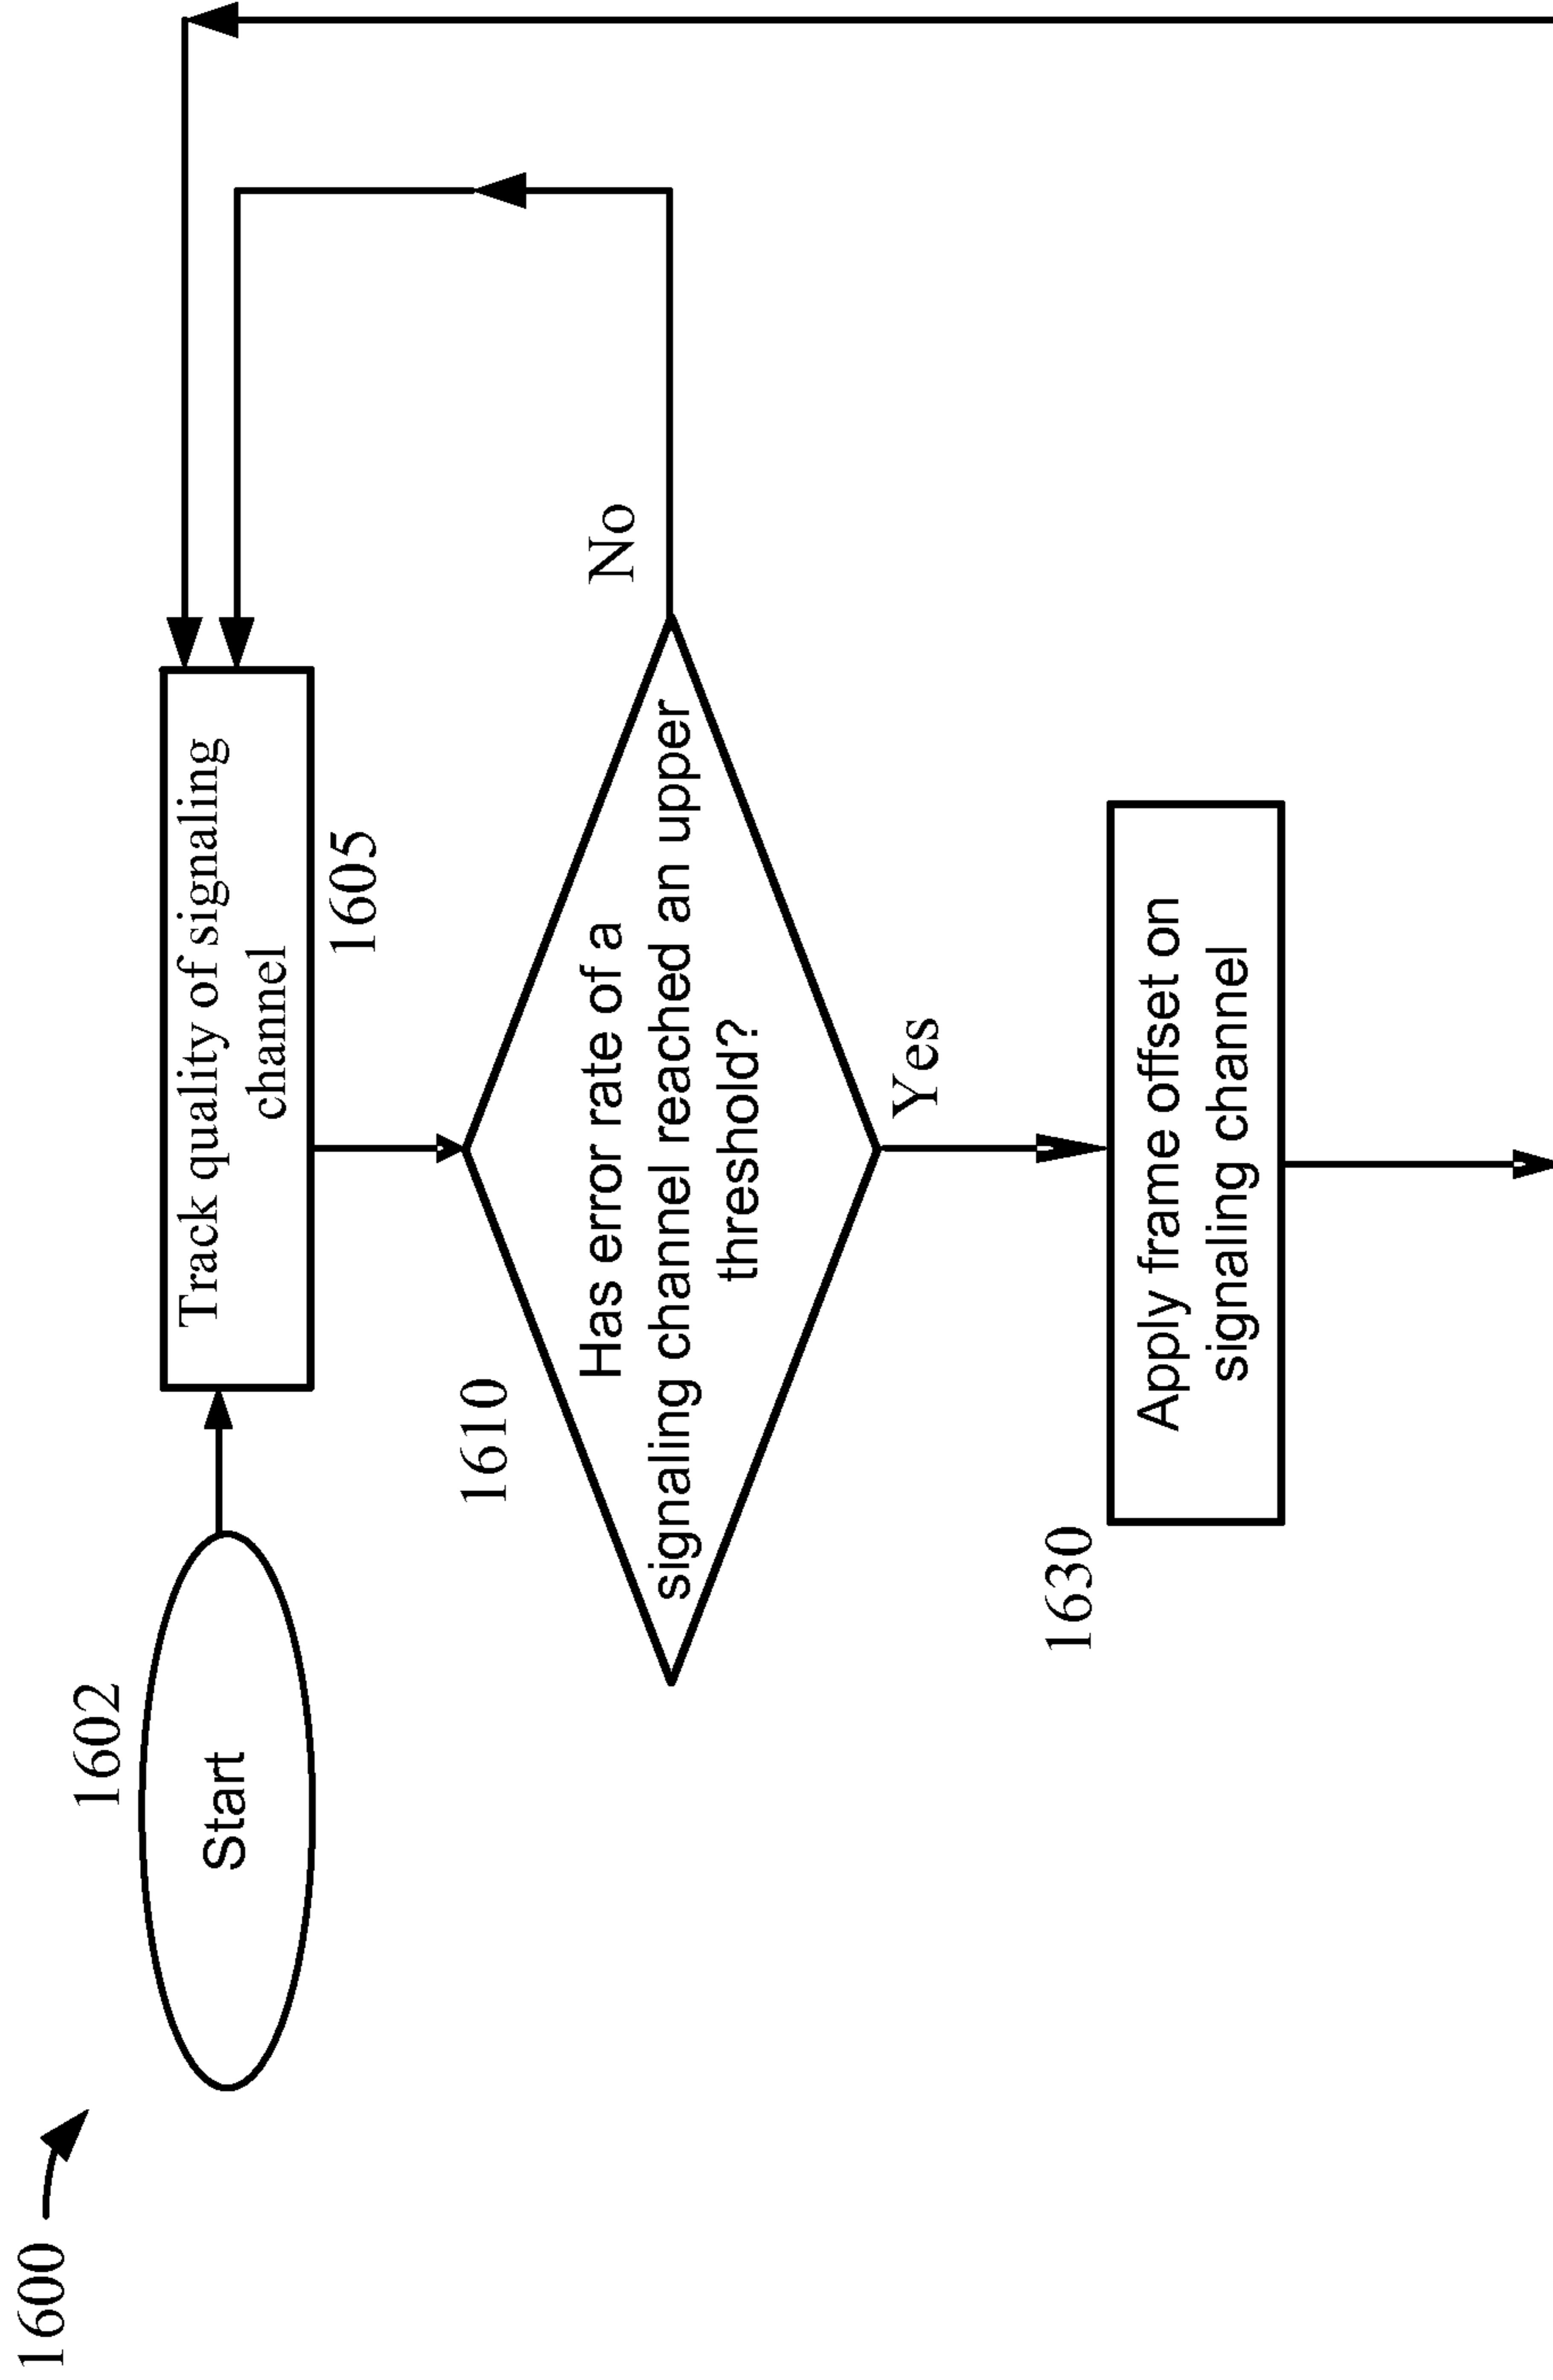 1600
1602
Start
Track quality of signaling
channel
1605
1610
Has error rate of a
signaling channel reached an upper
threshold?
No
Yes
1630
Apply frame offset on
signaling channel